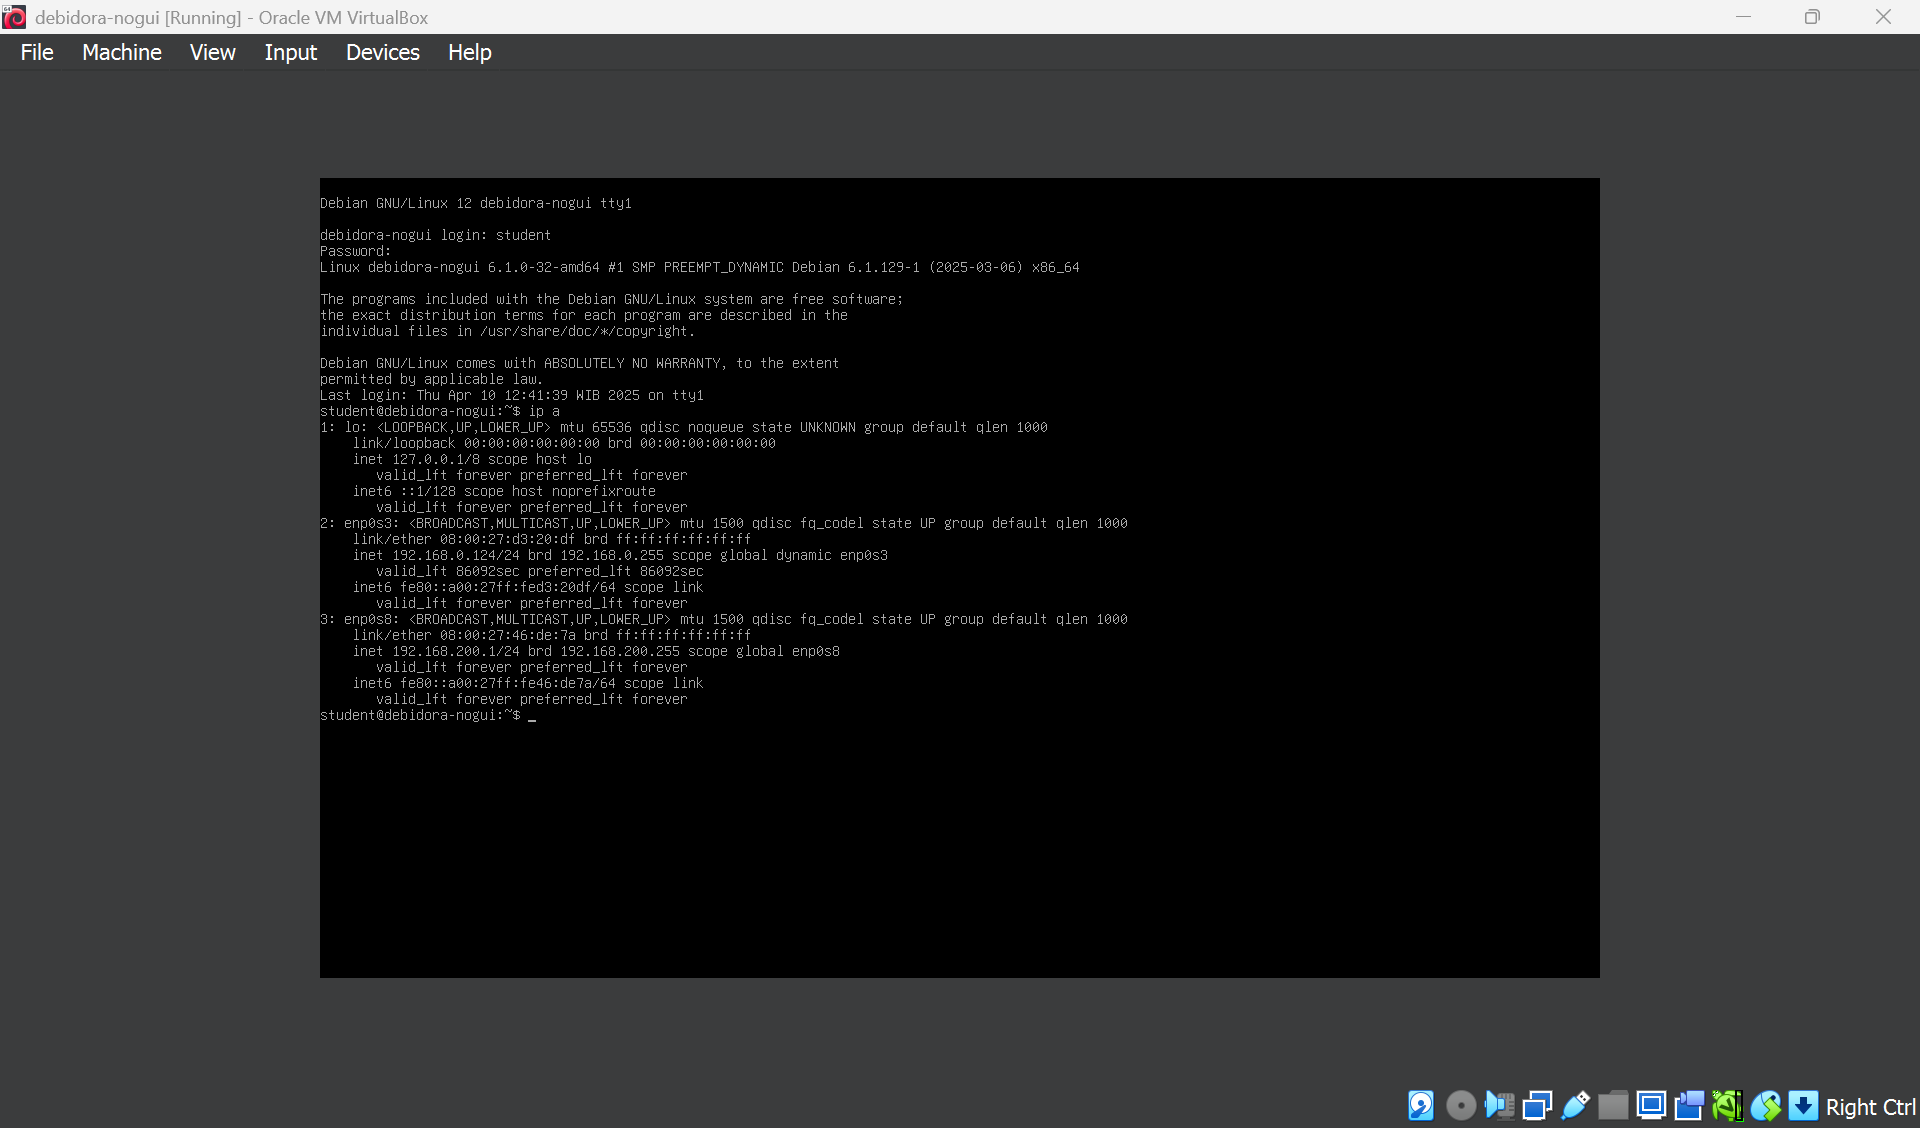 debidora-nogui [Running] - Oracle VM VirtualBox
File Machine View Input Devices Help
Debian GNU/Linux 12 debidora-nogui tty1
debidora-nogui login: student
Password:
Linux debidora-nogui 6.1.0-32-amd64 #1 SMP PREEMPT_DYNAMIC Debian 6.1.129-1 (2025-03-06) x86_64
The programs included with the Debian GNU/Linux system are free software;
the exact distribution terms for each program are described in the
individual files in /usr/share/doc/*/copyright.
Debian GNU/Linux comes with ABSOLUTELY NO WARRANTY, to the extent
permitted by applicable law.
Last login: Thu Apr 10 12:41:39 WIB 2025 on tty1
student@debidora-nogui:~$ ip a
1: lo: <LOOPBACK,UP,LOWER_UP> mtu 65536 qdisc noqueue state UNKNOWN group default qlen 1000
link/loopback 00:00:00:00:00:00 brd 00:00:00:00:00:00
inet 127.0.0.1/8 scope host lo
valid_lft forever preferred_lft forever
inet6 ::1/128 scope host noprefixroute
valid_lft forever preferred_lft forever
2: enp0s3: <BROADCAST,MULTICAST,UP,LOWER_UP> mtu 1500 qdisc fq_codel state UP group default qlen 1000
link/ether 08:00:27:d3:20:df brd ff:ff:ff:ff:ff:ff
inet 192.168.0.124/24 brd 192.168.0.255 scope global dynamic enp0s3
valid_lft 86092sec preferred_lft 86092sec
inet6 fe80::a00:27ff:fed3:20df/64 scope link
valid_lft forever preferred_lft forever
3: enp0s8: <BROADCAST,MULTICAST,UP,LOWER_UP> mtu 1500 qdisc fq_codel state UP group default qlen 1000
link/ether 08:00:27:46:de:7a brd ff:ff:ff:ff:ff:ff
inet 192.168.200.1/24 brd 192.168.200.255 scope global enp0s8
valid_lft forever preferred_lft forever
inet6 fe80::a00:27ff:fe46:de7a/64 scope link
valid_lft forever preferred_lft forever
student@debidora-nogui:~$ _
Right Ctrl